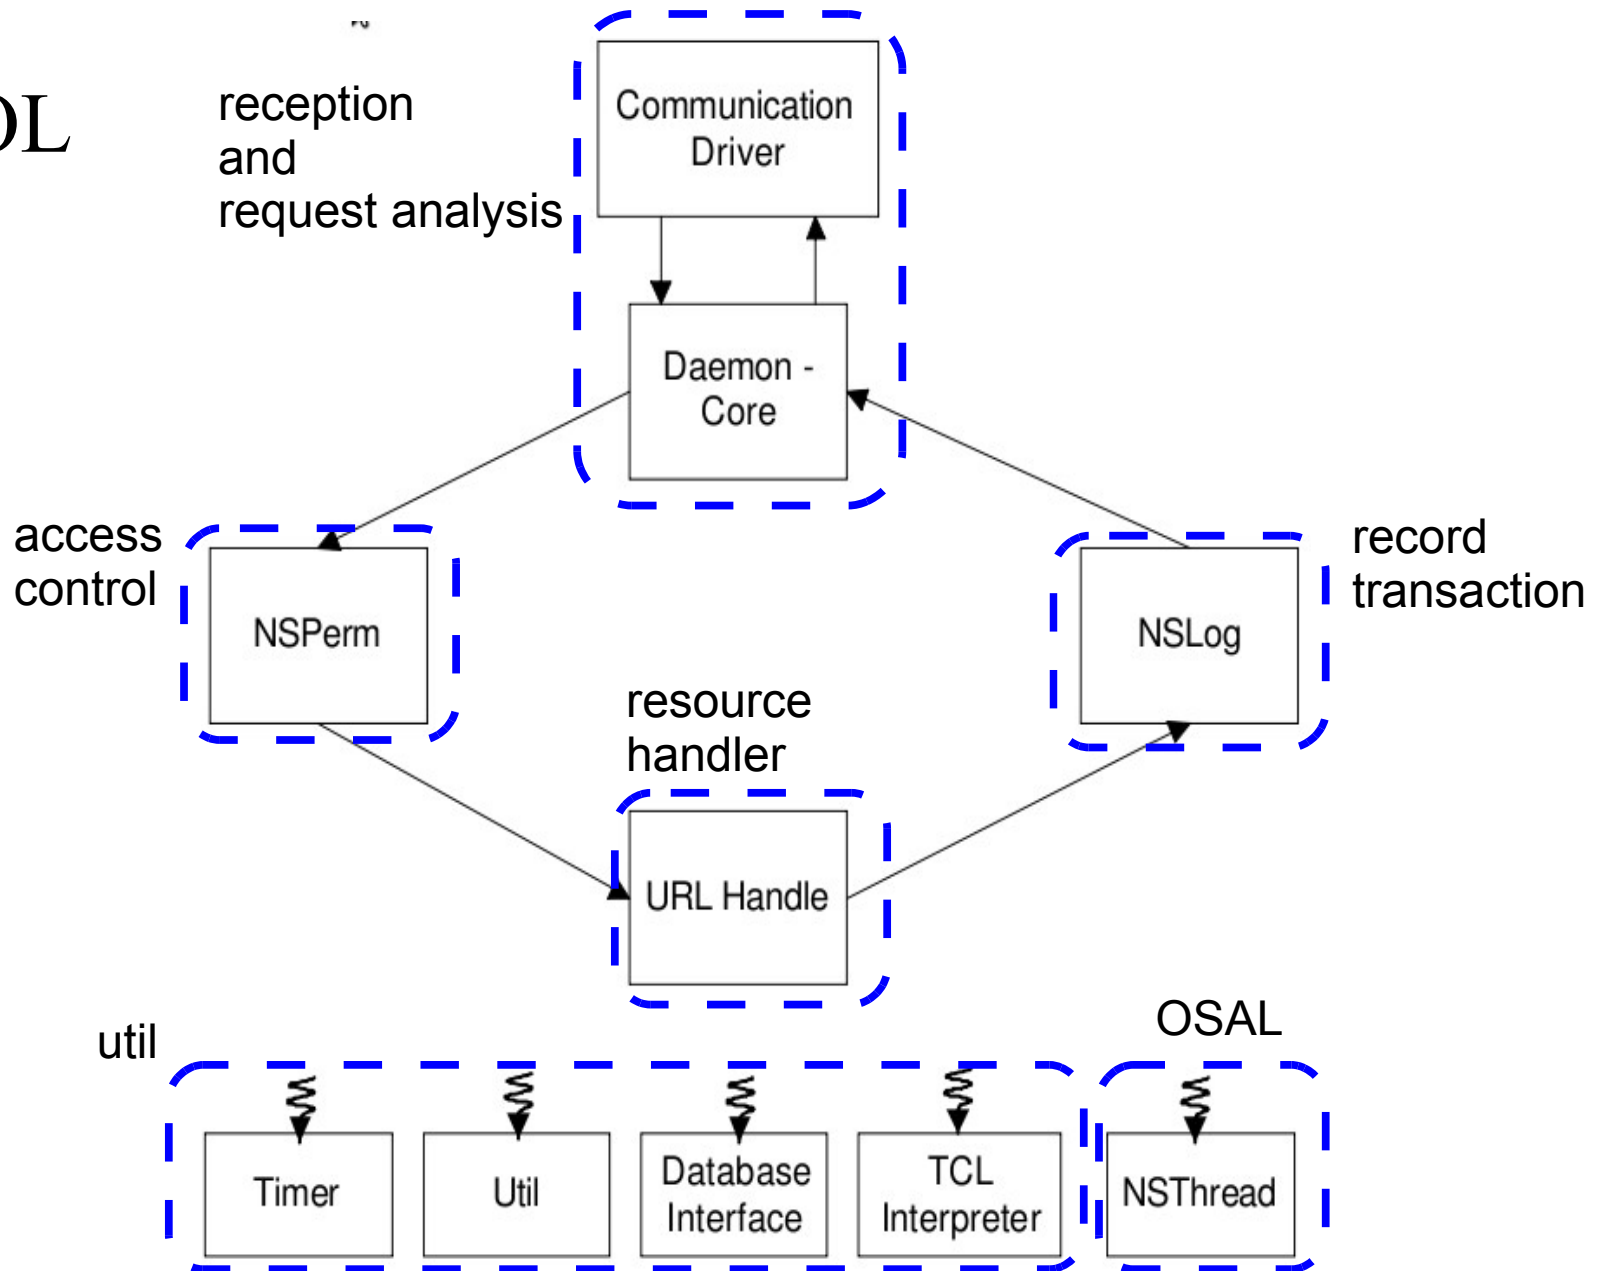 OL
reception
and
request analysis
Communication
Driver
Daemon -
Core
access
control
NSPerm
NSLog
record
transaction
resource
handler
URL Handle
util
OSAL
Timer
Util
Database
Interface
TCL
Interpreter
NSThread